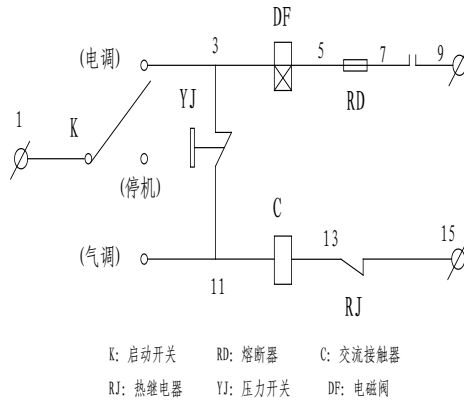 DF
(电调) 3 5 7 9
YJ RD
1 K
(停机)
C
(气调) 13 15
11 RJ
K: 启动开关 RD: 熔断器 C: 交流接触器
RJ: 热继电器 YJ: 压力开关 DF: 电磁阀